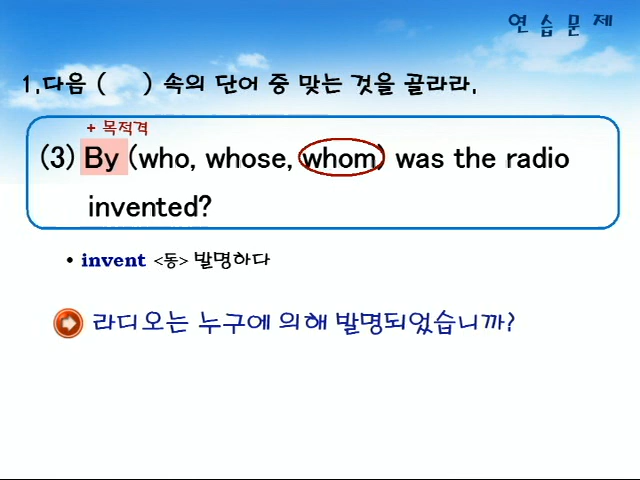 연습문제
1.다음 ( ) 속의 단어 중 맞는 것을 골라라.
+ 목적격
(3) By (who, whose, whom) was the radio
invented?
• invent <동> 발명하다
라디오는 누구에 의해 발명되었습니까?